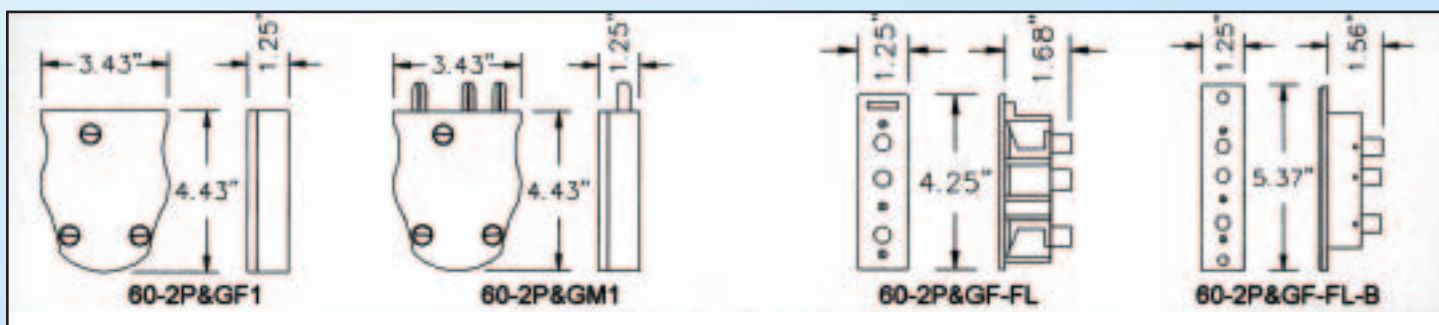 3.43" 1.25" 3.43" 1.25" 1.25" 1.68" 1.25" 1.56"
4.43" 4.43" 4.25" 5.37"
60-2P&GF1 60-2P&GM1 60-2P&GF-FL 60-2P&GF-FL-B